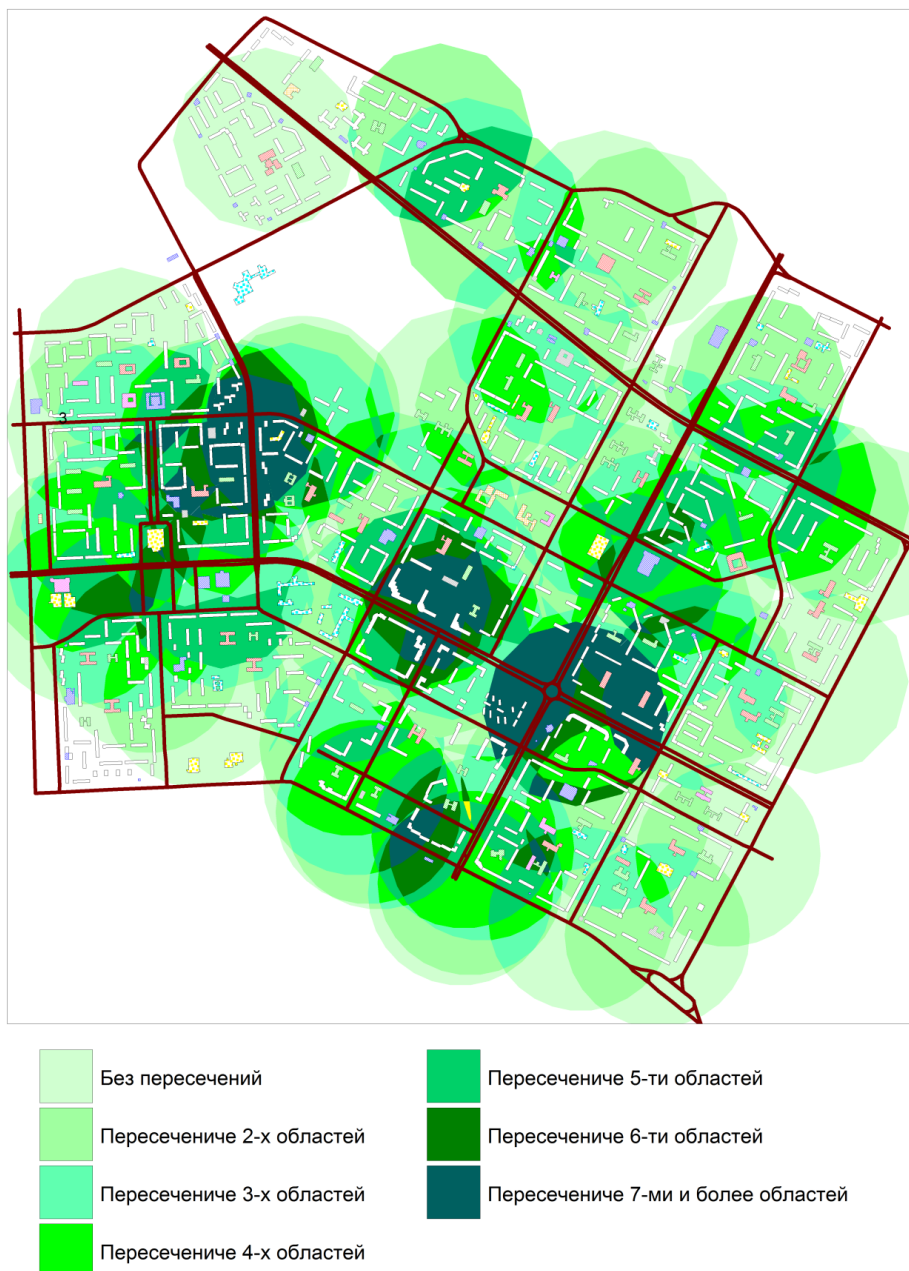 3
Без пересечений
Пересечениче 2-х областей
Пересечениче 3-х областей
Пересечениче 4-х областей
Пересечениче 5-ти областей
Пересечениче 6-ти областей
Пересечениче 7-ми и более областей